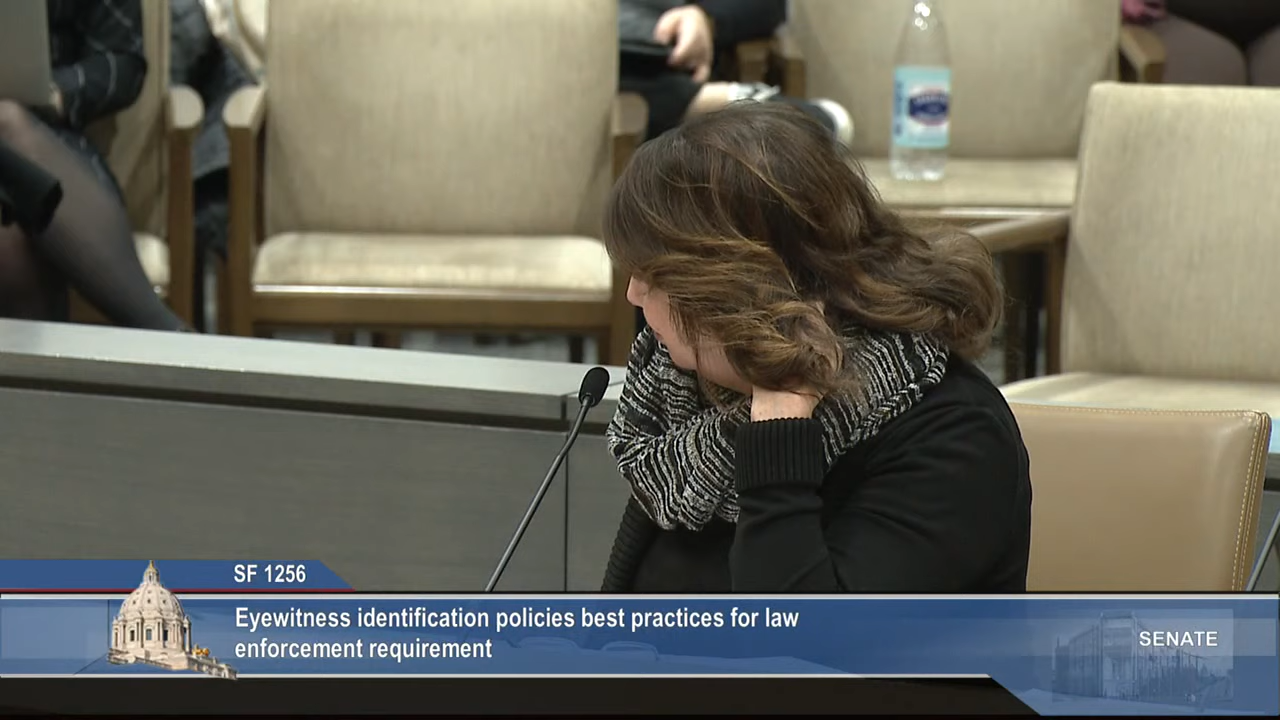 SF 1256
Eyewitness identification policies best practices for law
enforcement requirement
SENATE